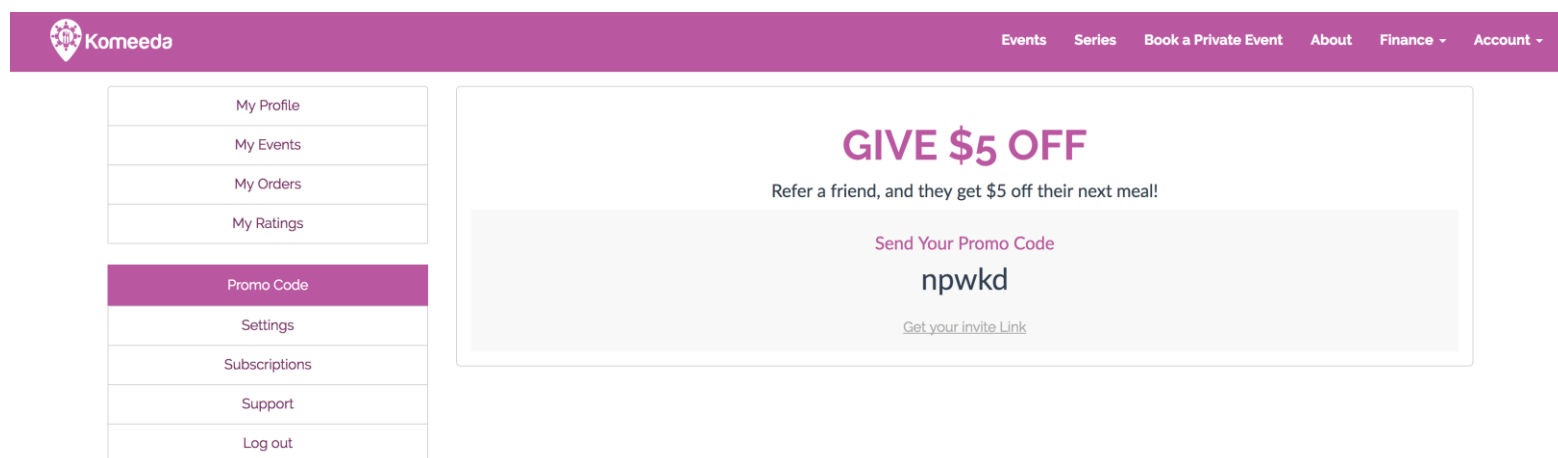 Komeeda
Events Series Book a Private Event About Finance Account
My Profile
My Events
My Orders
My Ratings
Promo Code
Settings
Subscriptions
Support
Log out
GIVE $5 OFF
Refer a friend, and they get $5 off their next meal!
Send Your Promo Code
npwkd
Get your invite Link